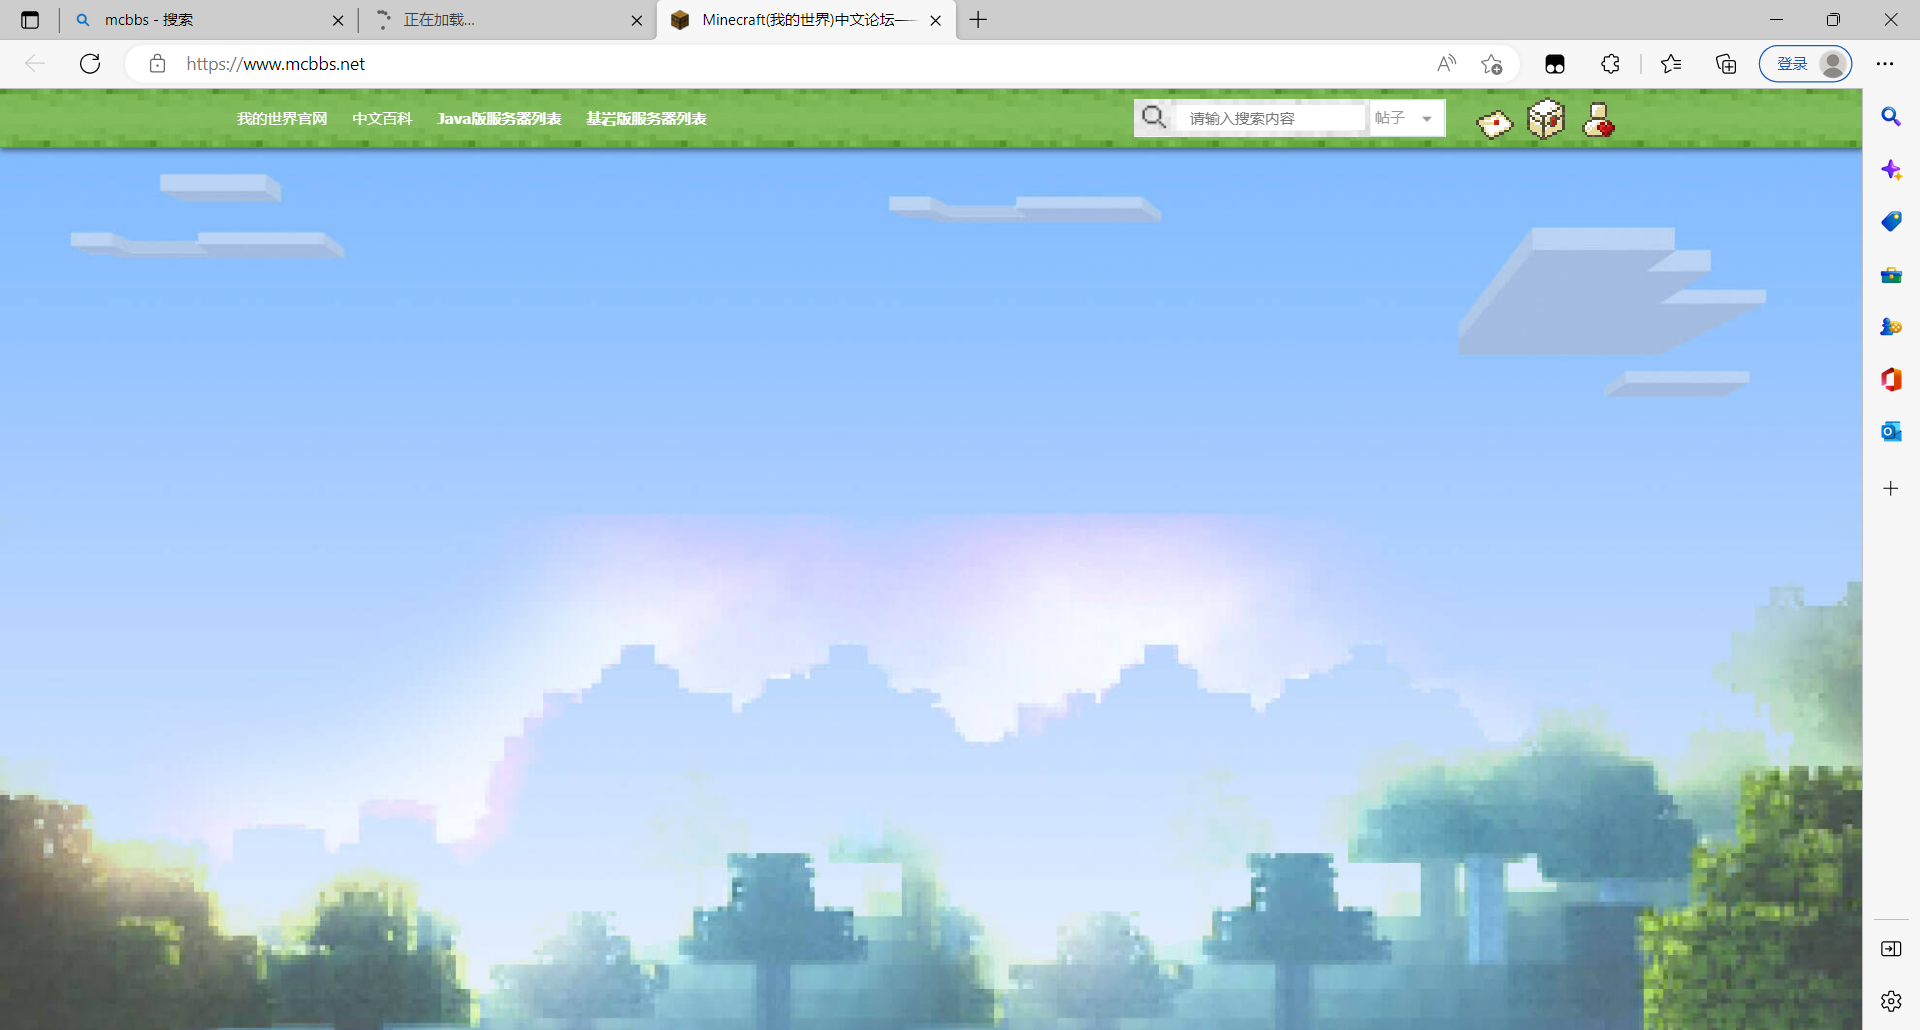 mcbbs - 搜索
正在加载...
Minecraft(我的世界)中文论坛——
https://www.mcbbs.net
登录
我的世界官网 中文百科 Java版服务器列表 基岩版服务器列表 请输入搜索内容 帖子